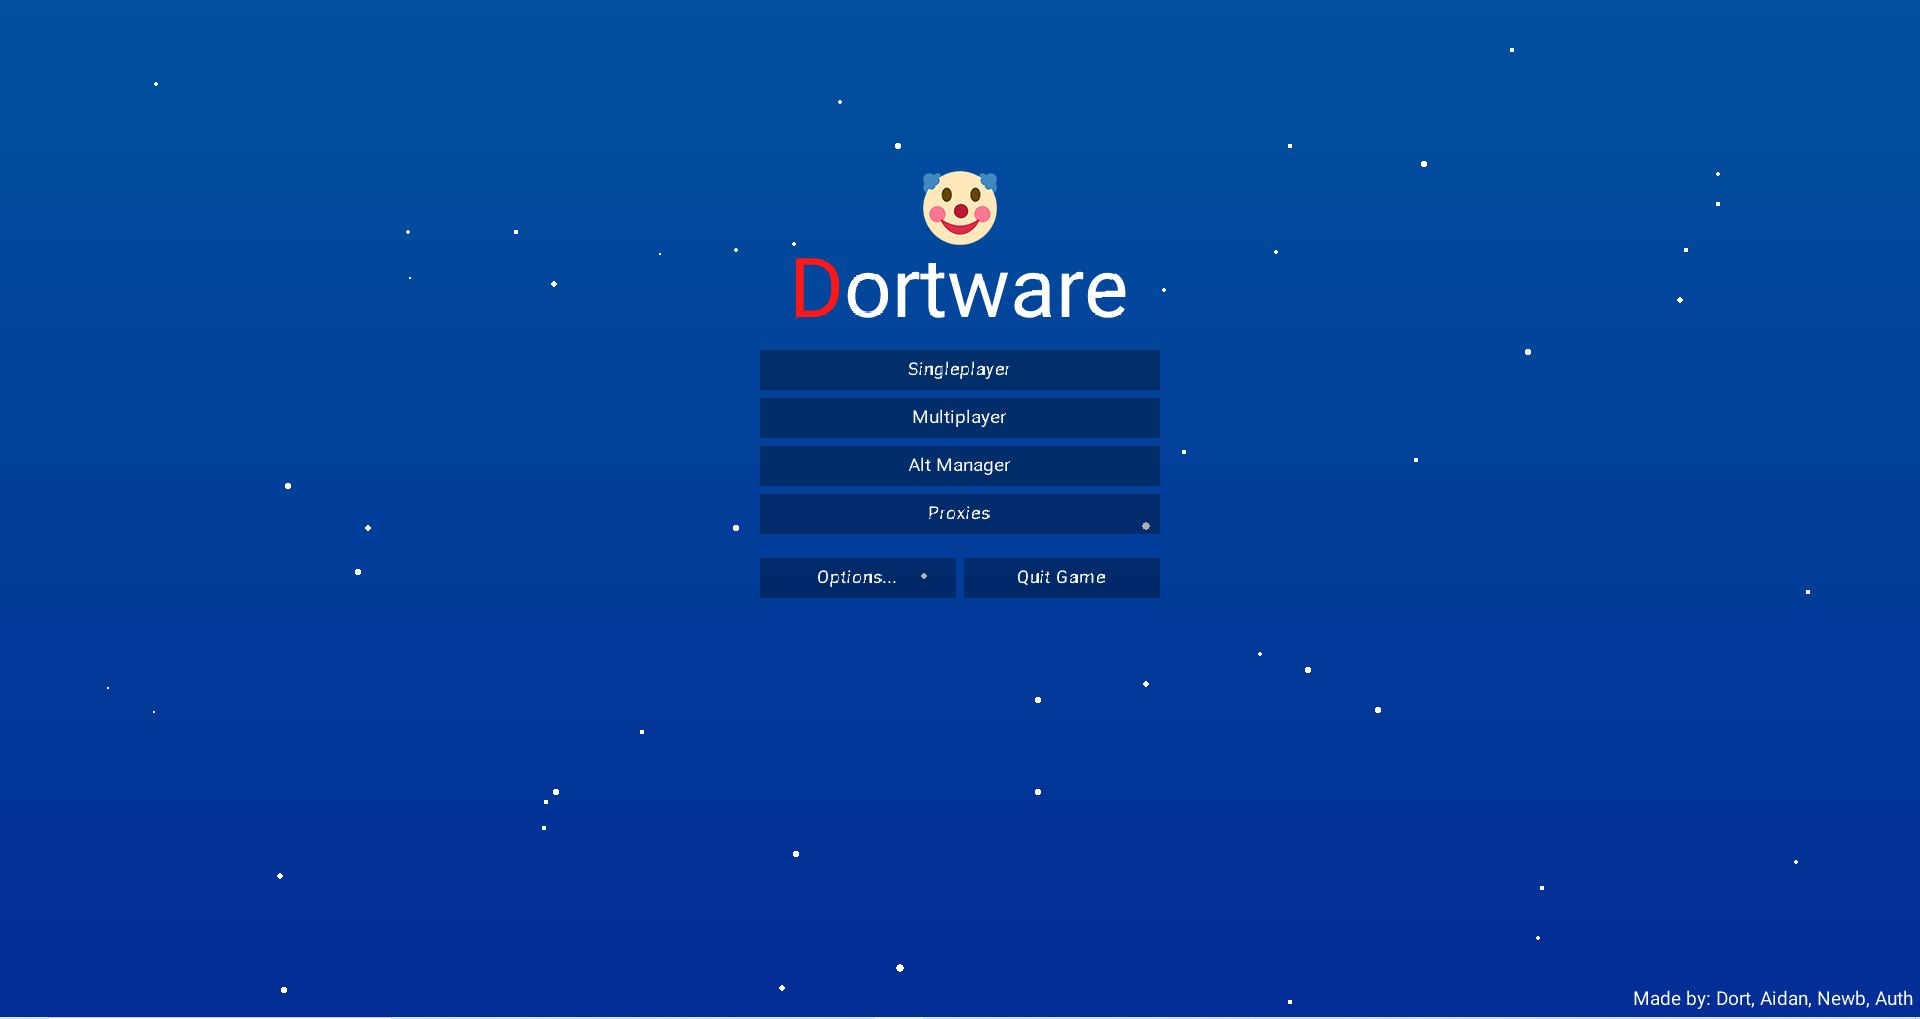 Dortware
Singleplayer
Multiplayer
Alt Manager
Proxies
Options...
Quit Game
Made by: Dort, Aidan, Newb, Auth